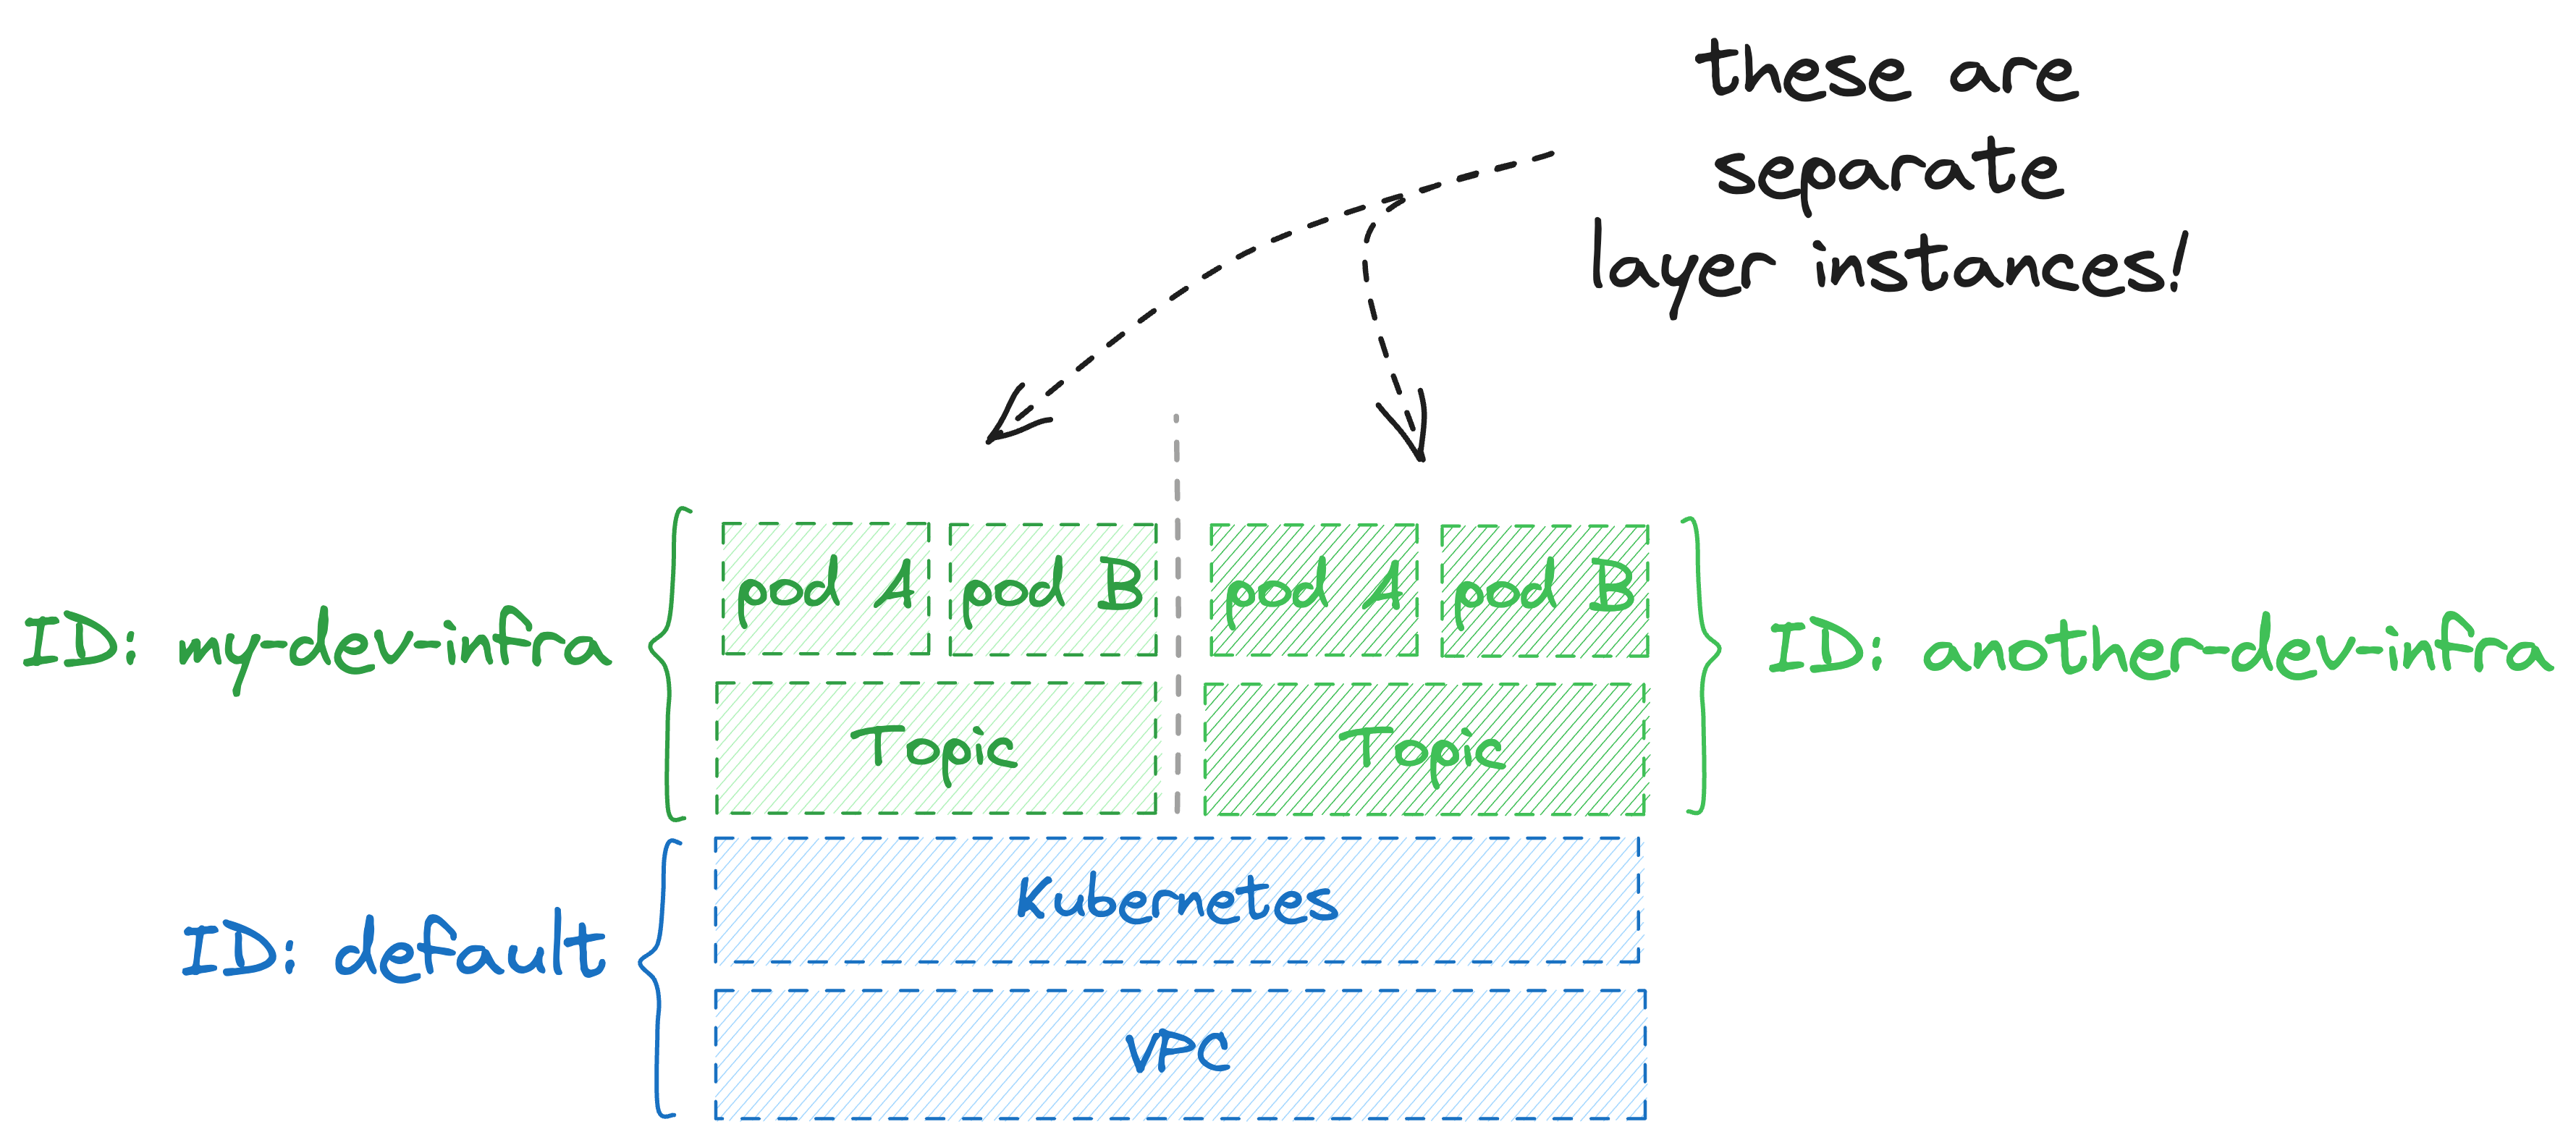 these are
separate
layer instances!
pod A
pod B
pod A
pod B
ID: my-dev-infra
ID: another-dev-infra
Topic
Topic
Kubernetes
ID: default
VPC